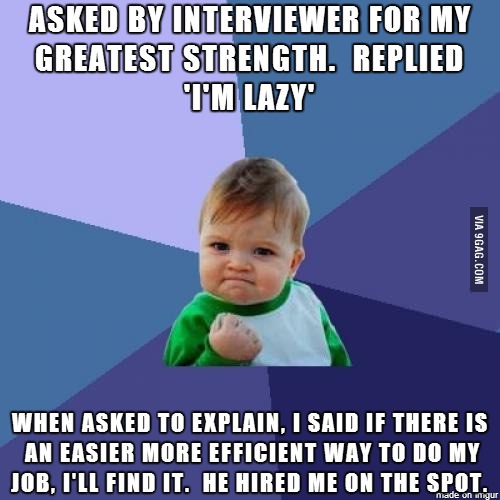 ASKED BY INTERVIEWER FOR MY
GREATEST STRENGTH. REPLIED
'I'M LAZY'
VIA 9GAG.COM
WHEN ASKED TO EXPLAIN, I SAID IF THERE IS
AN EASIER MORE EFFICIENT WAY TO DO MY
JOB, I'LL FIND IT. HE HIRED ME ON THE SPOT.
made on imgur